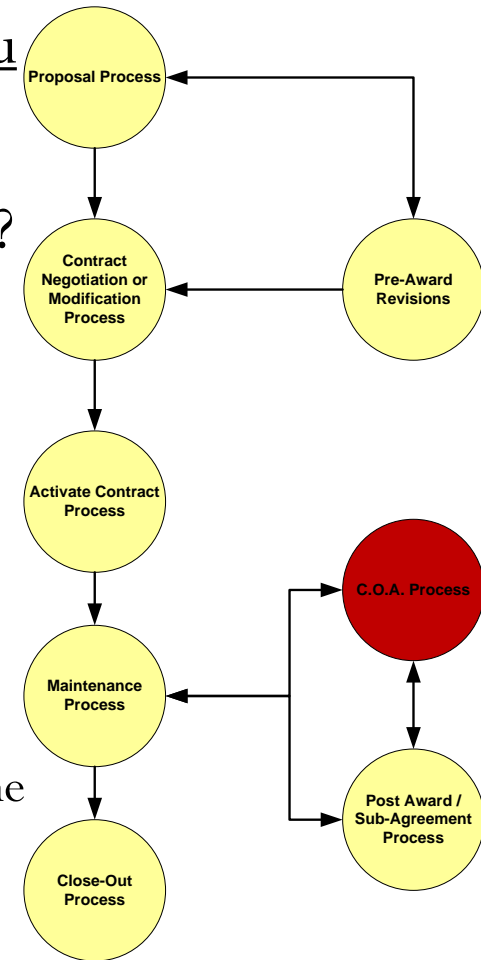 u
Proposal Process
?
Contract
Negotiation or
Modification
Process
Pre-Award
Revisions
Activate Contract
Process
C.O.A. Process
Maintenance
Process
Post Award /
Sub-Agreement
Process
Close-Out
Process